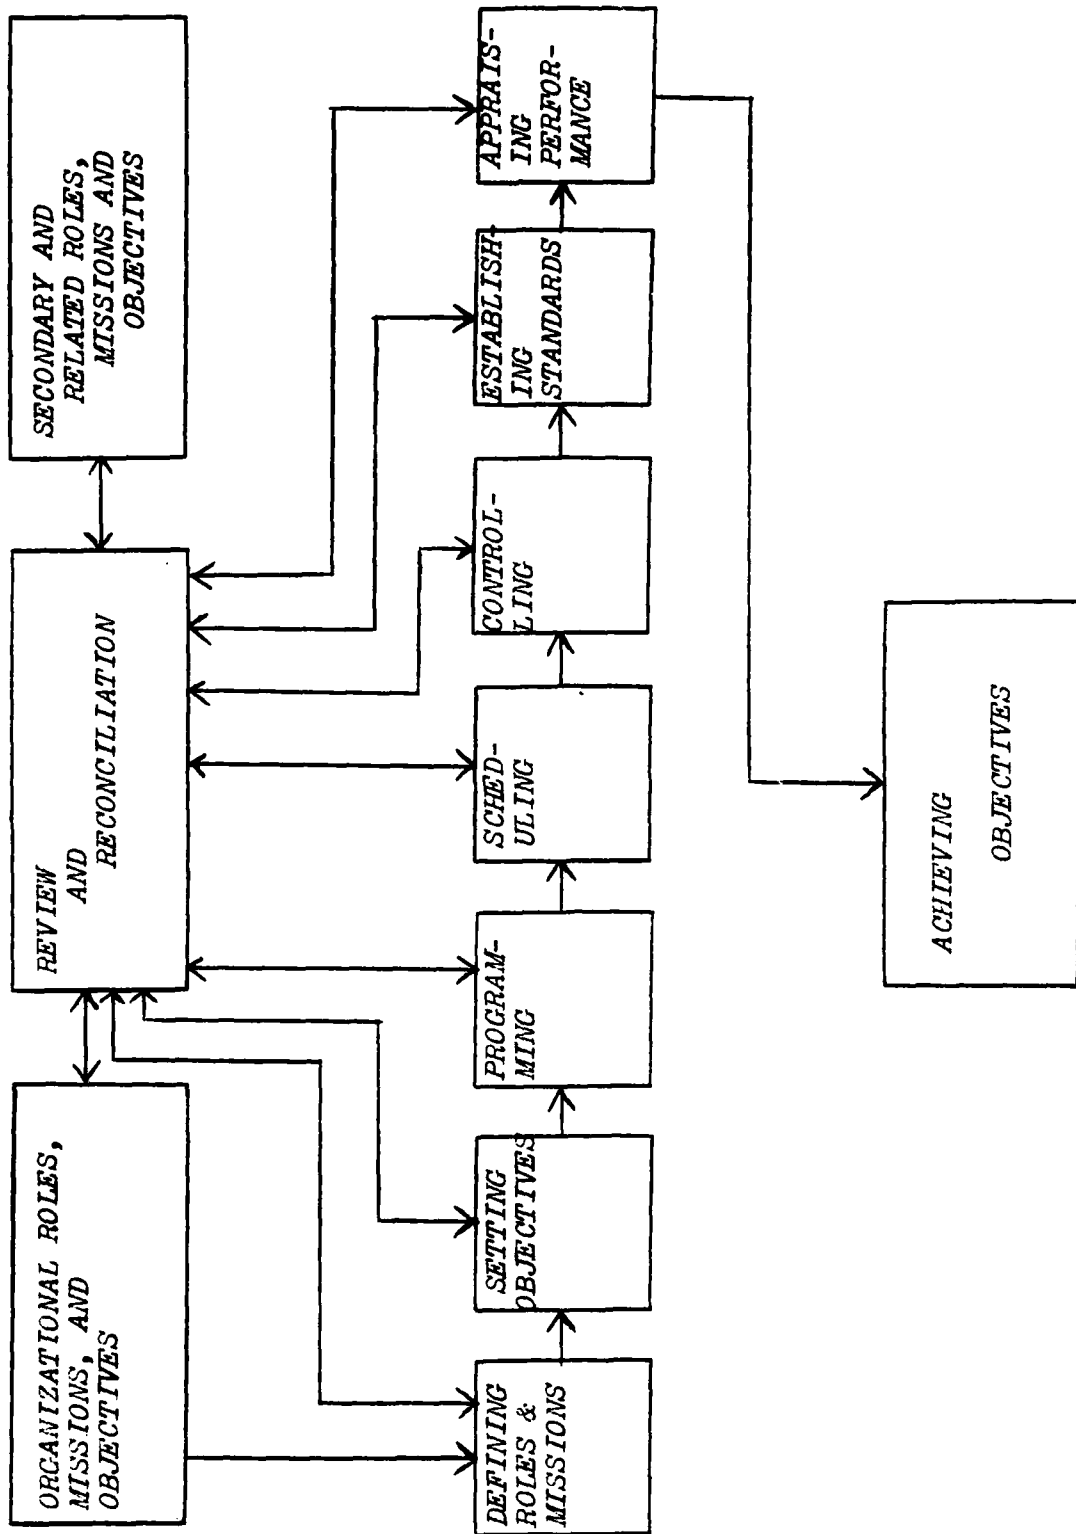 ORGANIZATIONAL ROLES,
MISSIONS, AND
OBJECTIVES
REVIEW
AND
RECONCILIATION
SECONDARY AND
RELATED ROLES,
MISSIONS AND
OBJECTIVES
DEFINING
ROLES &
MISSIONS
SETTING
OBJECTIVES
PROGRAM-
MING
SCHED-
ULING
CONTROL-
LING
ESTABLISH-
ING
STANDARDS
APPRAIS-
ING
PERFOR-
MANCE
ACHIEVING
OBJECTIVES